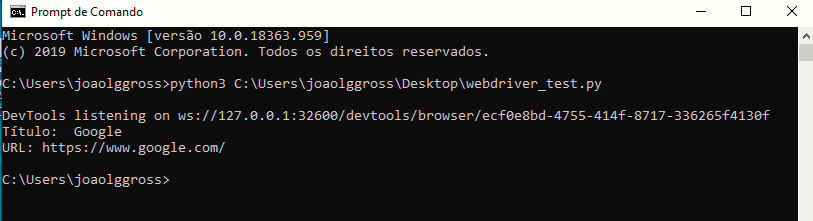 Prompt de Comando
Microsoft Windows [versão 10.0.18363.959]
(c) 2019 Microsoft Corporation. Todos os direitos reservados.
C:\Users\joaolggross>python3 C:\Users\joaolggross\Desktop\webdriver_test.py
DevTools listening on ws://127.0.0.1:32600/devtools/browser/ecf0e8bd-4755-414f-8717-336265f4130f
Título:  Google
URL: https://www.google.com/
C:\Users\joaolggross>